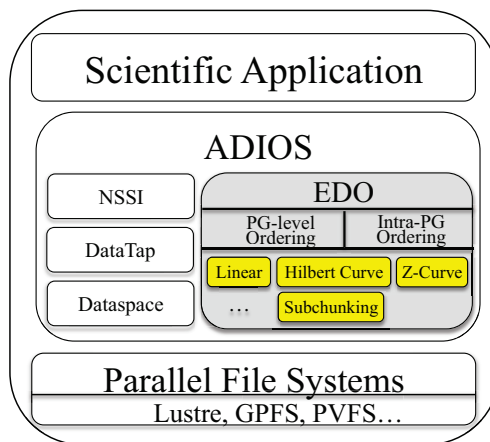 Scientific Application
ADIOS
NSSI
DataTap
Dataspace
EDO
PG-level
Ordering
Intra-PG
Ordering
Linear
Hilbert Curve
Z-Curve
…
Subchunking
Parallel File Systems
Lustre, GPFS, PVFS…